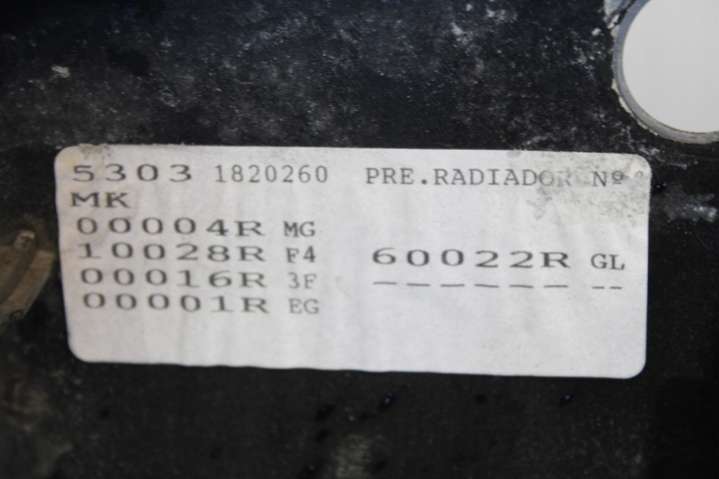 5303 1820260 PRE.RADIADOR Nº
MK
00004R MG
10028R F4 60022R GL
00016R 3F ------ --
00001R EG